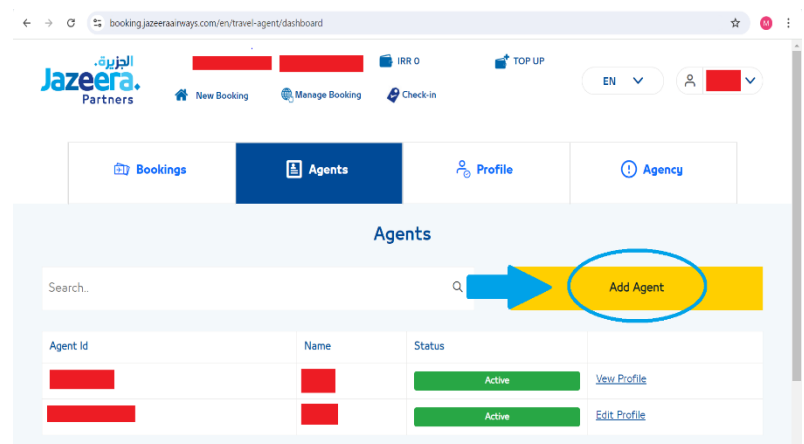 booking.jazeeraairways.com/en/travel-agent/dashboard
M
الجزيرة.
Jazeera.
Partners
IRR 0
TOP UP
New Booking
Manage Booking
Check-in
EN
Bookings
Agents
Profile
Agency
Agents
Search..
Add Agent
Agent Id Name Status
Active Vew Profile
Active Edit Profile